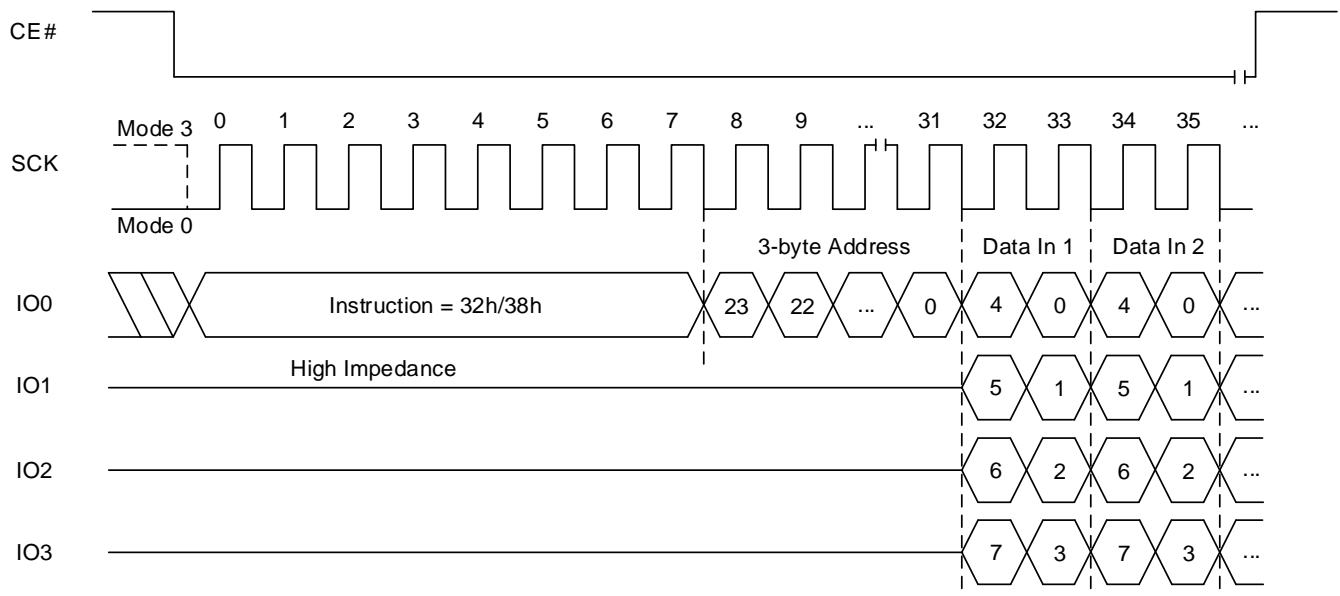 CE#
Mode 3 0 1 2 3 4 5 6 7 8 9 ... 31 32 33 34 35 ...
SCK
Mode 0
3-byte Address Data In 1 Data In 2
IO0 Instruction = 32h/38h 23 22 ... 0 4 0 4 0 ...
High Impedance
IO1 5 1 5 1 ...
IO2 6 2 6 2 ...
IO3 7 3 7 3 ...